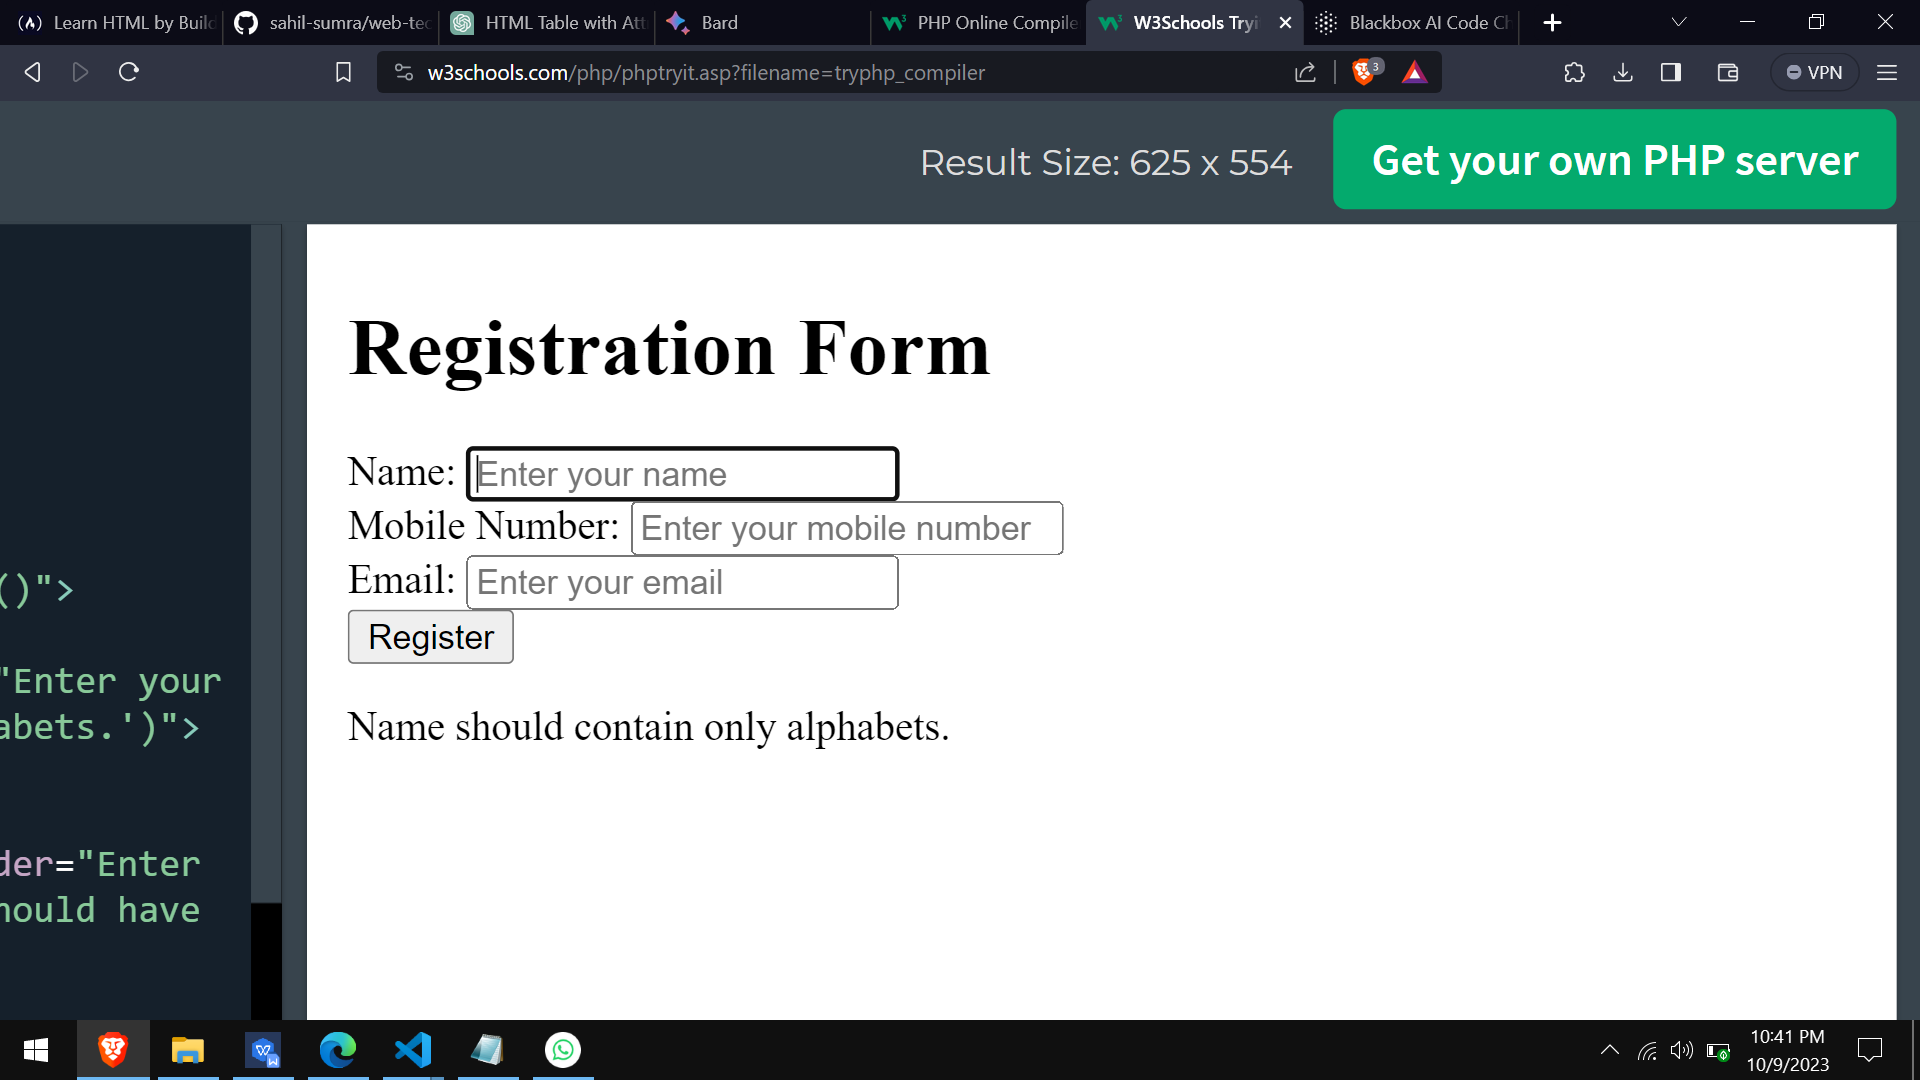 Learn HTML by Build
sahil-sumra/web-tec
HTML Table with Att
Bard
PHP Online Compile
W3Schools Tryi
Blackbox AI Code Ch
w3schools.com/php/phptryit.asp?filename=tryphp_compiler
3
VPN
Result Size: 625 x 554
Get your own PHP server
Registration Form
Name: Enter your name
Mobile Number: Enter your mobile number
Email: Enter your email
Register
Name should contain only alphabets.
()">
"Enter your
abets.')">
der="Enter
hould have
10:41 PM
10/9/2023